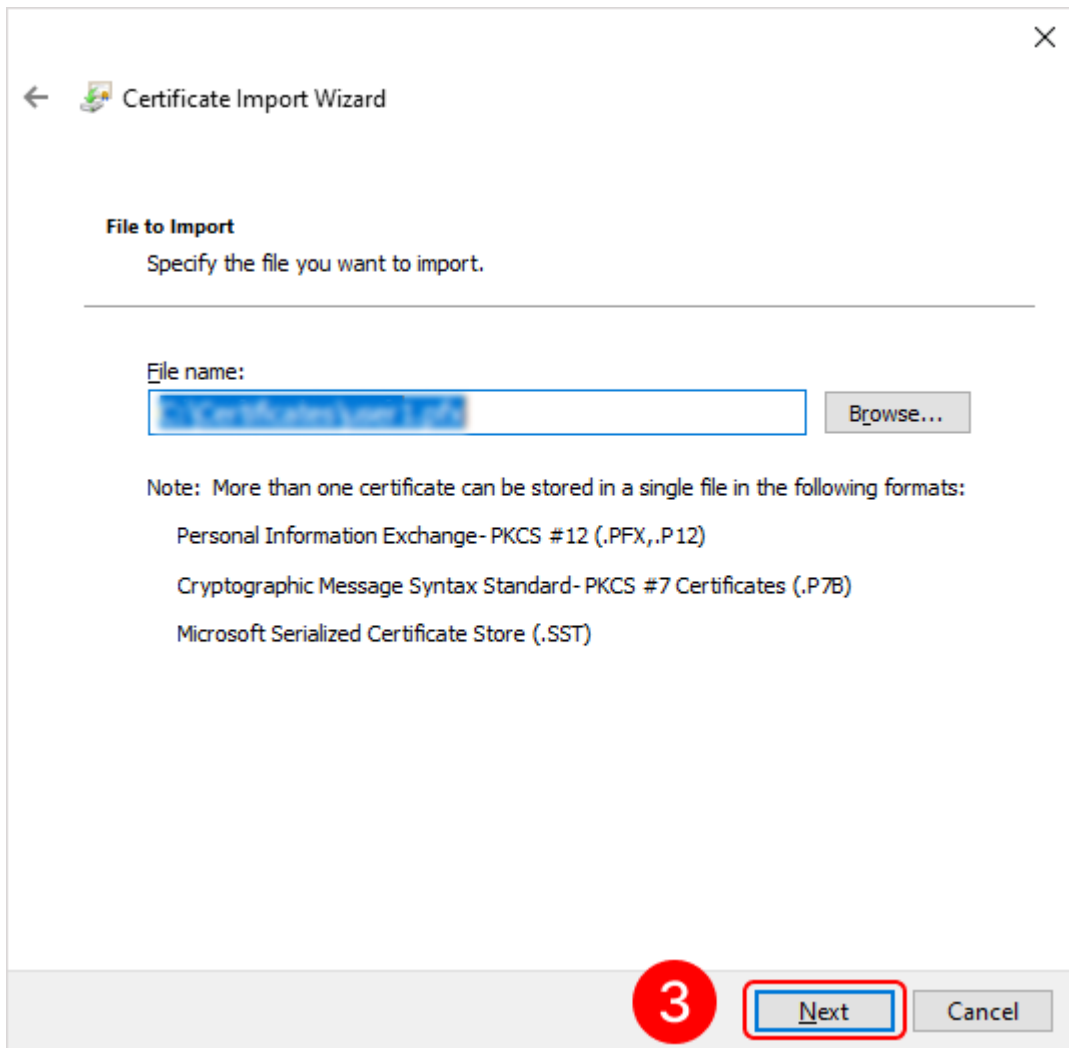 Certificate Import Wizard
File to Import
Specify the file you want to import.
File name:
Browse...
Note: More than one certificate can be stored in a single file in the following formats:
Personal Information Exchange- PKCS #12 (.PFX,.P12)
Cryptographic Message Syntax Standard- PKCS #7 Certificates (.P7B)
Microsoft Serialized Certificate Store (.SST)
3 Next Cancel